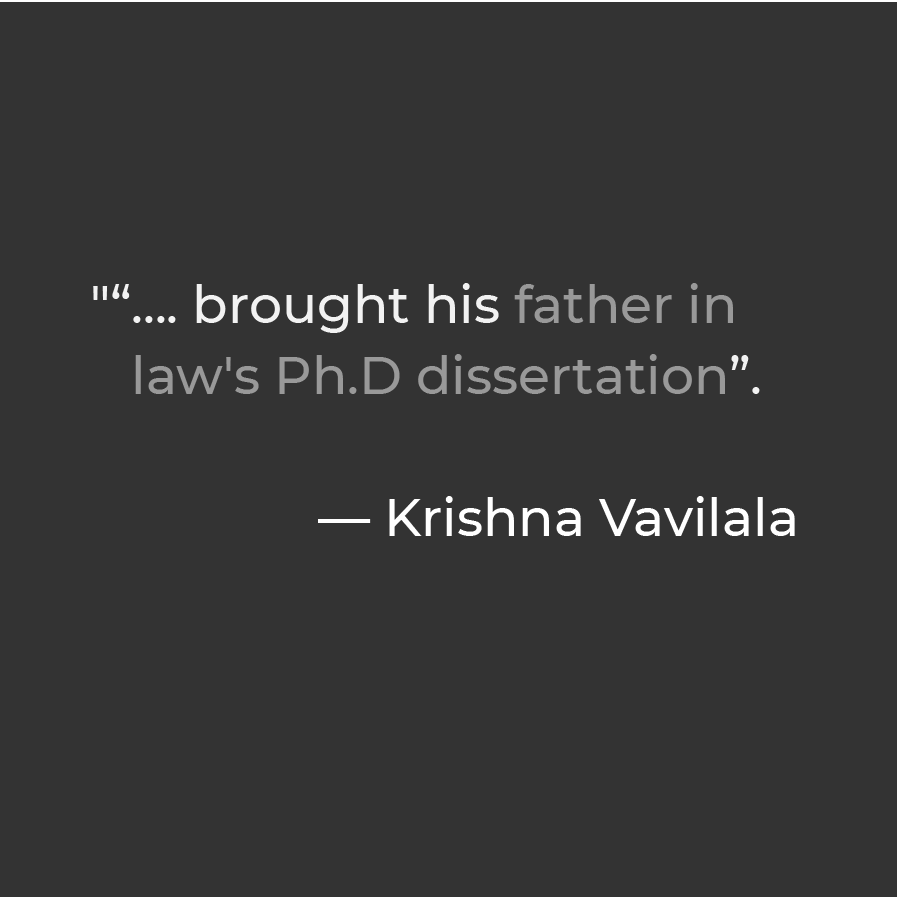 "“.... brought his father in
law's Ph.D dissertation”.
— Krishna Vavilala